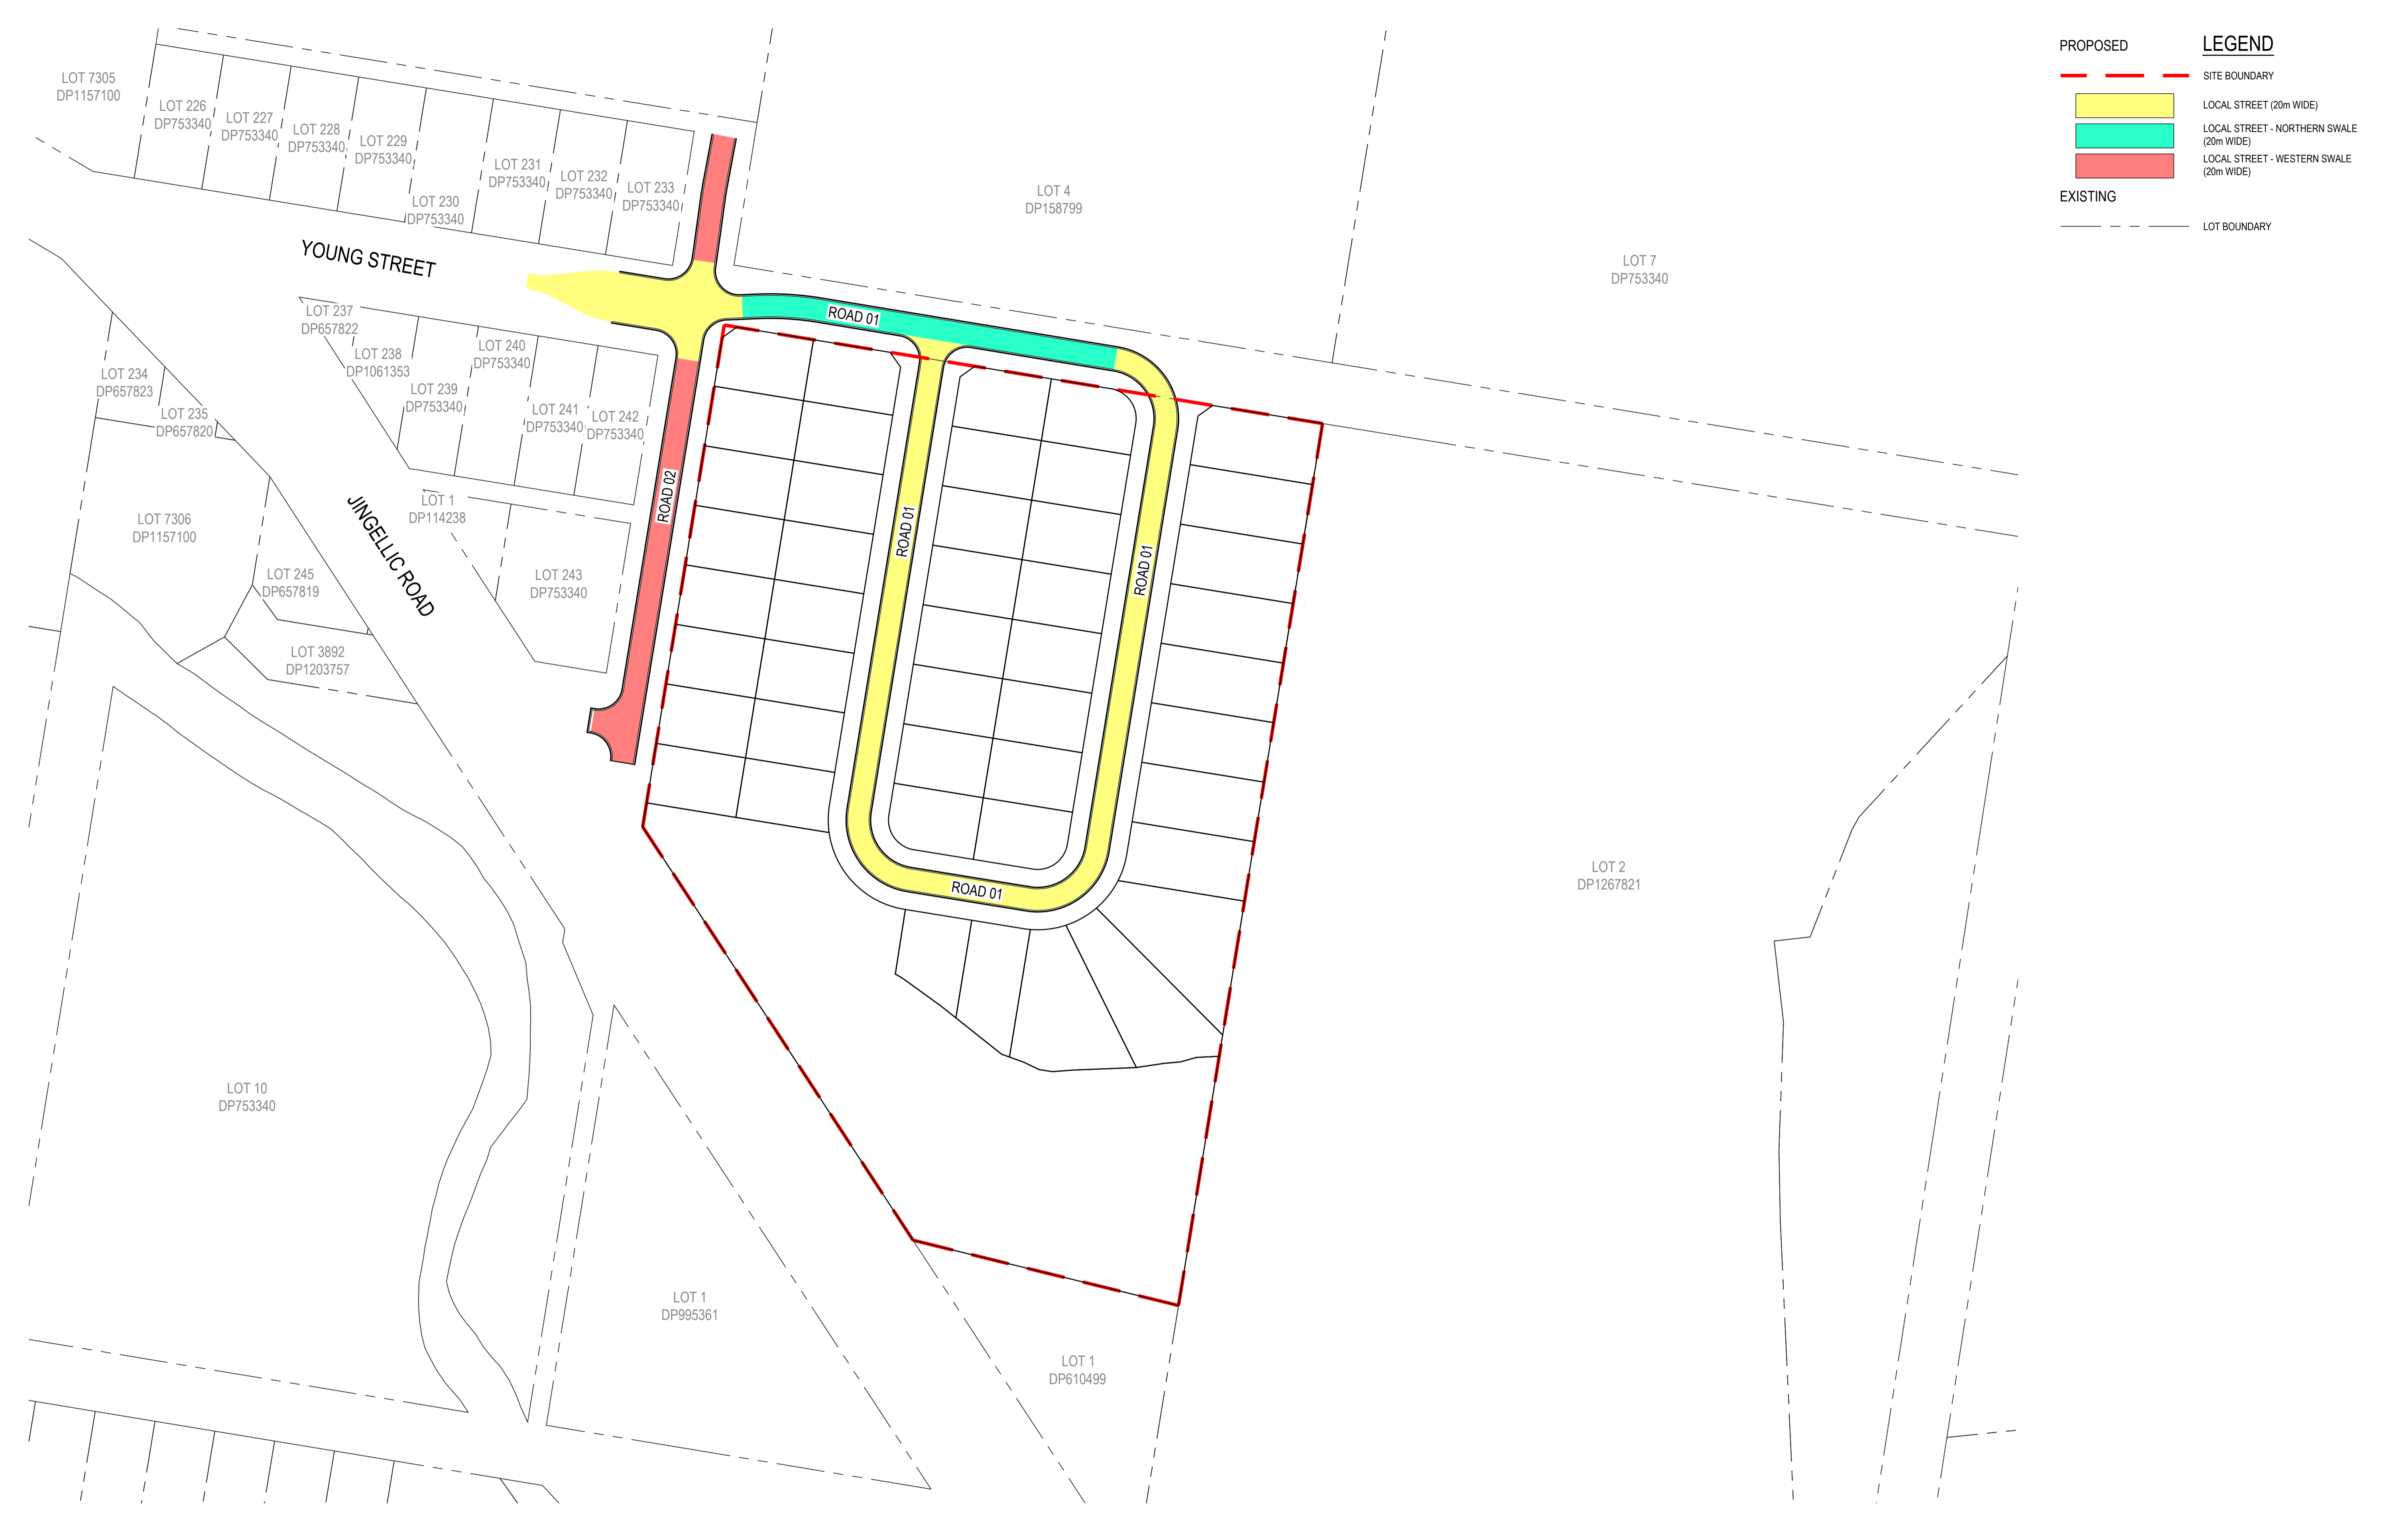 PROPOSED
LEGEND
SITE BOUNDARY
LOCAL STREET (20m WIDE)
LOCAL STREET - NORTHERN SWALE
(20m WIDE)
LOCAL STREET - WESTERN SWALE
(20m WIDE)
EXISTING
LOT BOUNDARY
LOT 7305
DP1157100
LOT 226
DP753340
LOT 227
DP753340
LOT 228
DP753340
LOT 229
DP753340
LOT 230
DP753340
LOT 231
DP753340
LOT 232
DP753340
LOT 233
DP753340
LOT 4
DP158799
LOT 7
DP753340
YOUNG STREET
ROAD 01
LOT 237
DP657822
LOT 238
DP1061353
LOT 239
DP753340
LOT 240
DP753340
LOT 241
DP753340
LOT 242
DP753340
LOT 234
DP657823
LOT 235
DP657820
LOT 7306
DP1157100
JINGELLIC ROAD
LOT 1
DP114238
ROAD 02
ROAD 01
ROAD 01
LOT 245
DP657819
LOT 243
DP753340
LOT 3892
DP1203757
ROAD 01
LOT 2
DP1267821
LOT 10
DP753340
LOT 1
DP995361
LOT 1
DP610499